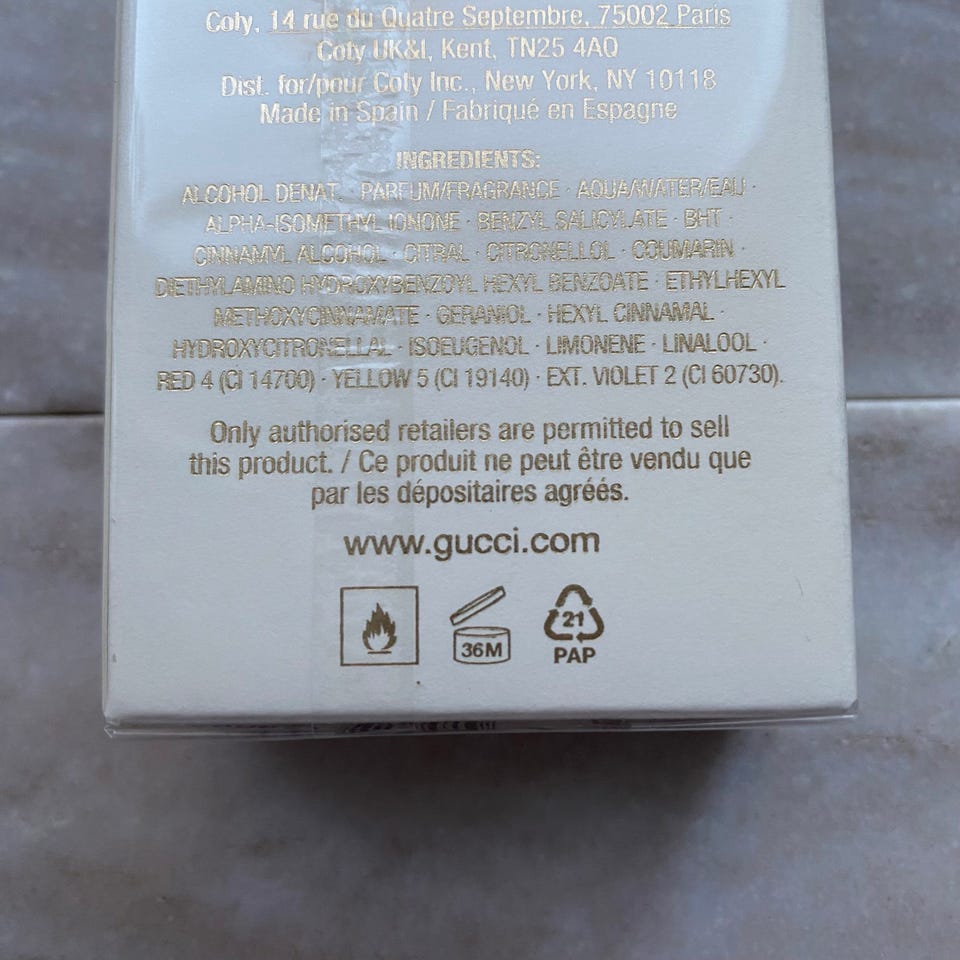 Coty, 14 rue du Quatre Septembre, 75002 Paris
Coty UK&I, Kent, TN25 4AQ
Dist. for/pour Coty Inc., New York, NY 10118
Made in Spain / Fabriqué en Espagne
INGREDIENTS:
ALCOHOL DENAT. · PARFUM/FRAGRANCE · AQUA/WATER/EAU ·
ALPHA-ISOMETHYL IONONE · BENZYL SALICYLATE · BHT ·
CINNAMYL ALCOHOL · CITRAL · CITRONELLOL · COUMARIN ·
DIETHYLAMINO HYDROXYBENZOYL HEXYL BENZOATE · ETHYLHEXYL
METHOXYCINNAMATE · GERANIOL · HEXYL CINNAMAL ·
HYDROXYCITRONELLAL · ISOEUGENOL · LIMONENE · LINALOOL ·
RED 4 (CI 14700) · YELLOW 5 (CI 19140) · EXT. VIOLET 2 (CI 60730).
Only authorised retailers are permitted to sell
this product. / Ce produit ne peut être vendu que
par les dépositaires agréés.
www.gucci.com
36M
21
PAP